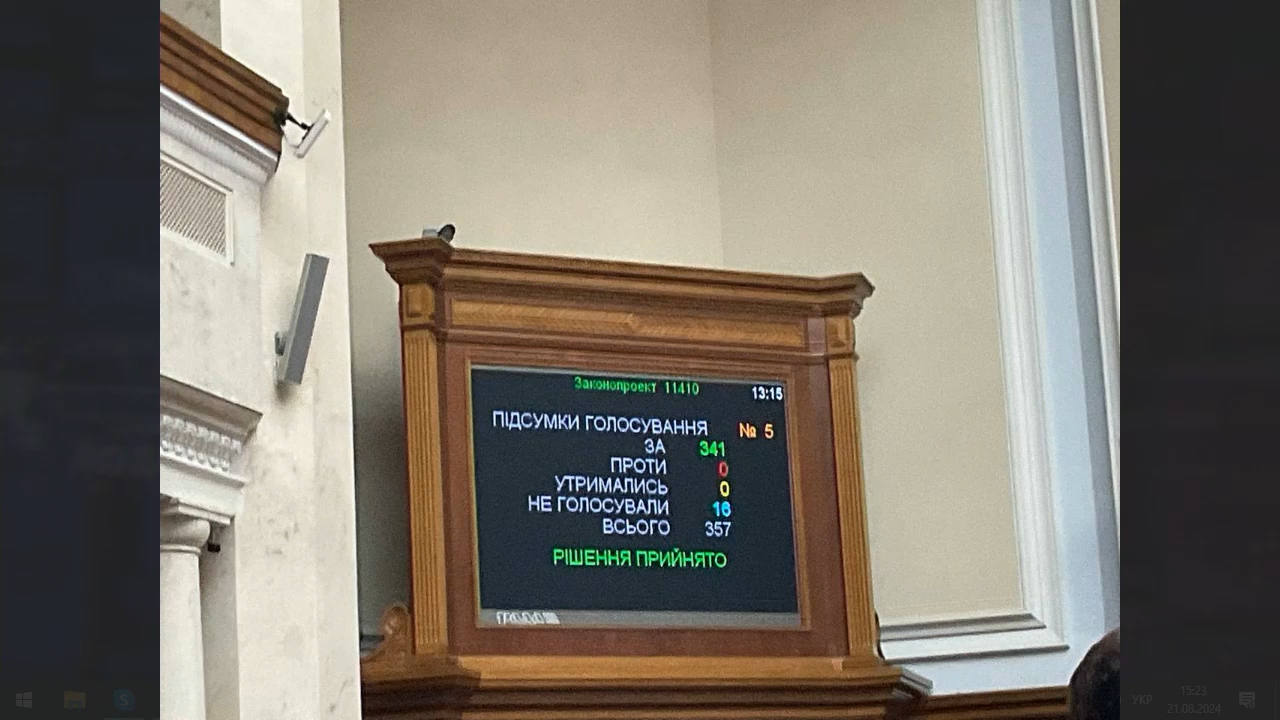 Законопроект 11410 13:15
ПІДСУМКИ ГОЛОСУВАННЯ № 5
ЗА 341
ПРОТИ 0
УТРИМАЛИСЬ 0
НЕ ГОЛОСУВАЛИ 16
ВСЬОГО 357
РІШЕННЯ ПРИЙНЯТО
УКР
15:23
21.08.2024